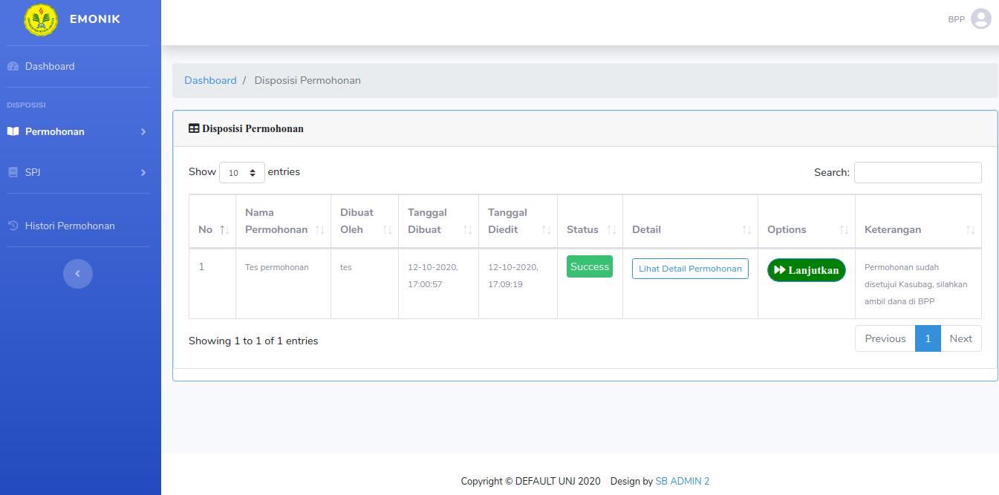 EMONIK
BPP
Dashboard
DISPOSISI
Permohonan
SPJ
Histori Permohonan
Dashboard / Disposisi Permohonan
Disposisi Permohonan
Show 10 entries
Search:
No
Nama
Permohonan
Dibuat
Oleh
Tanggal
Dibuat
Tanggal
Diedit
Status
Detail
Options
Keterangan
1
Tes permohonan
tes
12-10-2020,
17:00:57
12-10-2020,
17:09:19
Success
Lihat Detail Permohonan
Lanjutkan
Permohonan sudah
disetujui Kasubag, silahkan
ambil dana di BPP
Showing 1 to 1 of 1 entries
Previous 1 Next
Copyright © DEFAULT UNJ 2020 Design by SB ADMIN 2